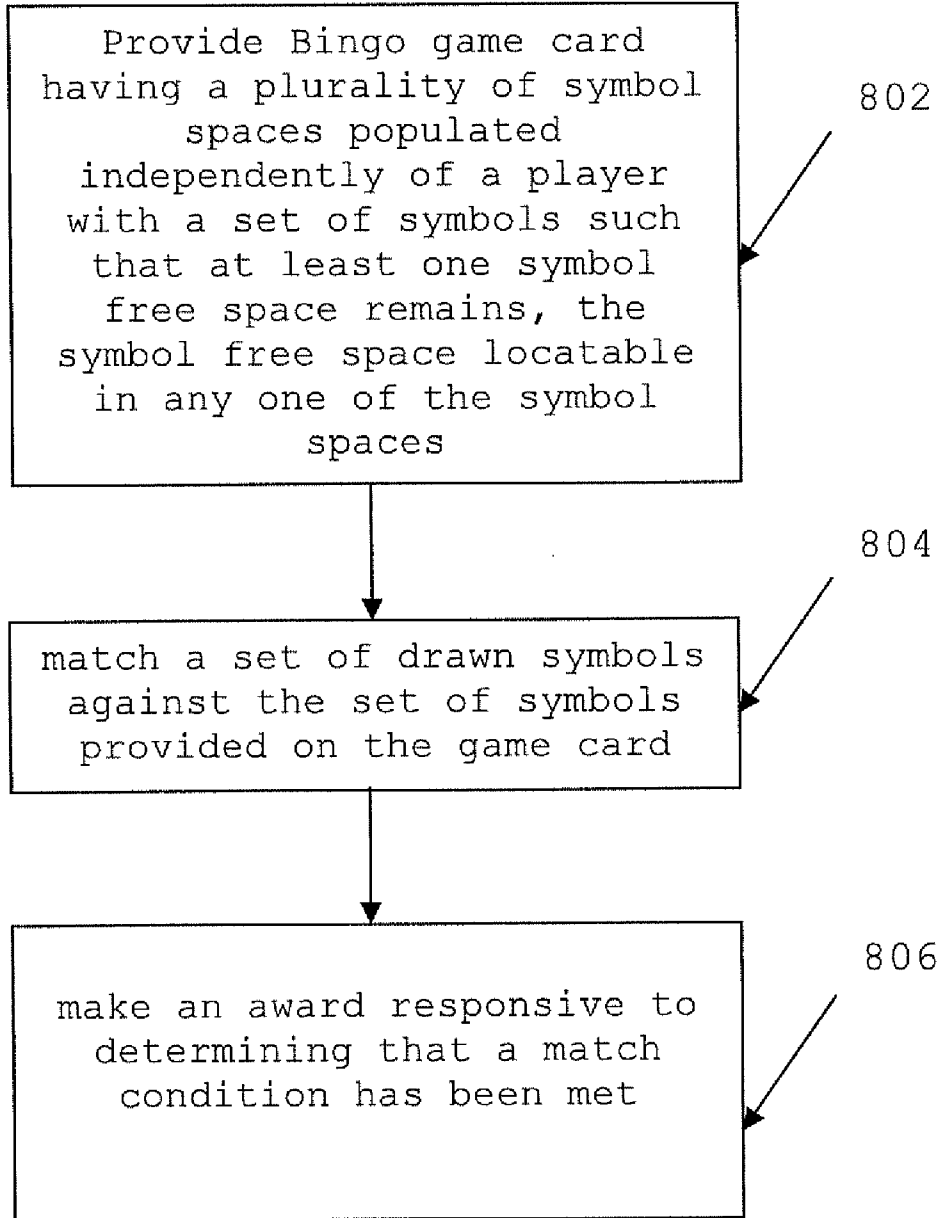 Provide Bingo game card
having a plurality of symbol
spaces populated
independently of a player
with a set of symbols such
that at least one symbol
free space remains, the
symbol free space locatable
in any one of the symbol
spaces
802
match a set of drawn symbols
against the set of symbols
provided on the game card
804
make an award responsive to
determining that a match
condition has been met
806